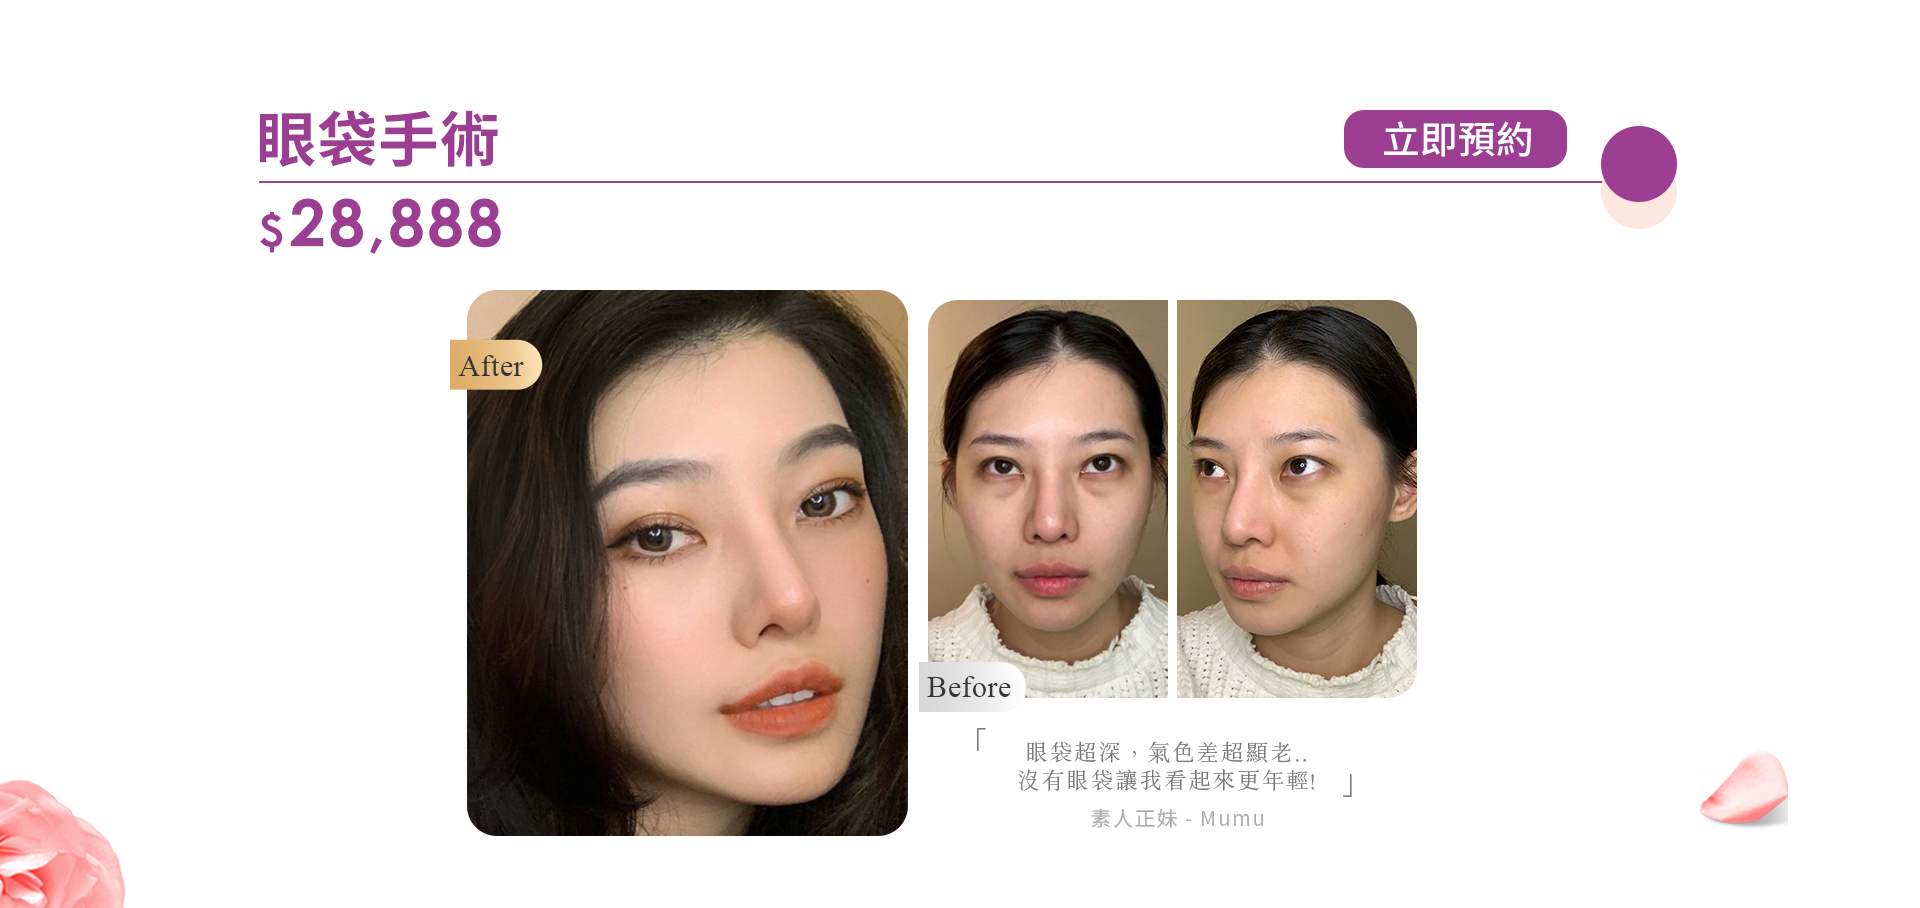 眼袋手術
立即預約
$28,888
After
Before
「眼袋超深，氣色差超顯老..
沒有眼袋讓我看起來更年輕!」
素人正妹 - Mumu